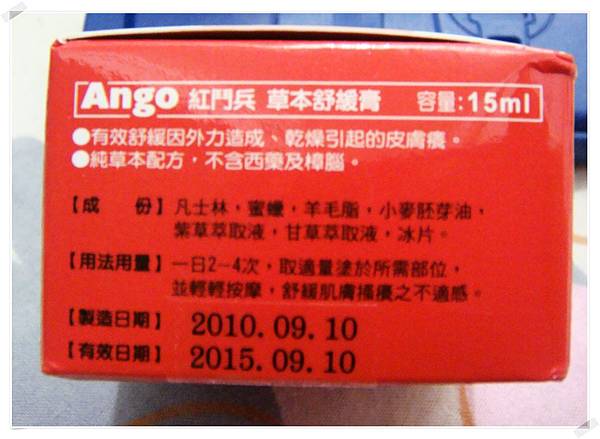 Ango 紅鬥兵 草本舒緩膏 容量:15ml
●有效舒緩因外力造成、乾燥引起的皮膚癢。
●純草本配方，不含西藥及樟腦。
【成 份】凡士林，蜜蠟，羊毛脂，小麥胚芽油，
紫草萃取液，甘草萃取液，冰片。
【用法用量】一日2－4次，取適量塗於所需部位，
並輕輕按摩，舒緩肌膚搔癢之不適感。
【製造日期】2010.09.10
【有效日期】2015.09.10